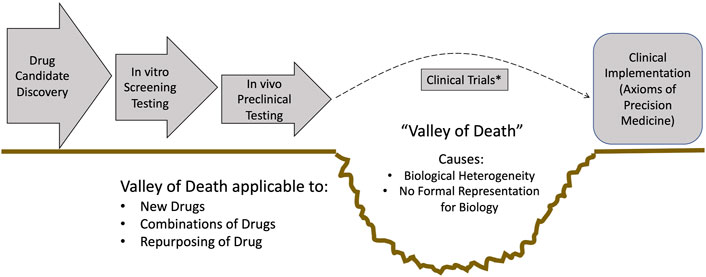 Drug
Candidate
Discovery
In vitro
Screening
Testing
In vivo
Preclinical
Testing
Clinical Trials*
Clinical
Implementation
(Axioms of
Precision
Medicine)
“Valley of Death”
Causes:
• Biological Heterogeneity
• No Formal Representation
for Biology
Valley of Death applicable to:
• New Drugs
• Combinations of Drugs
• Repurposing of Drug